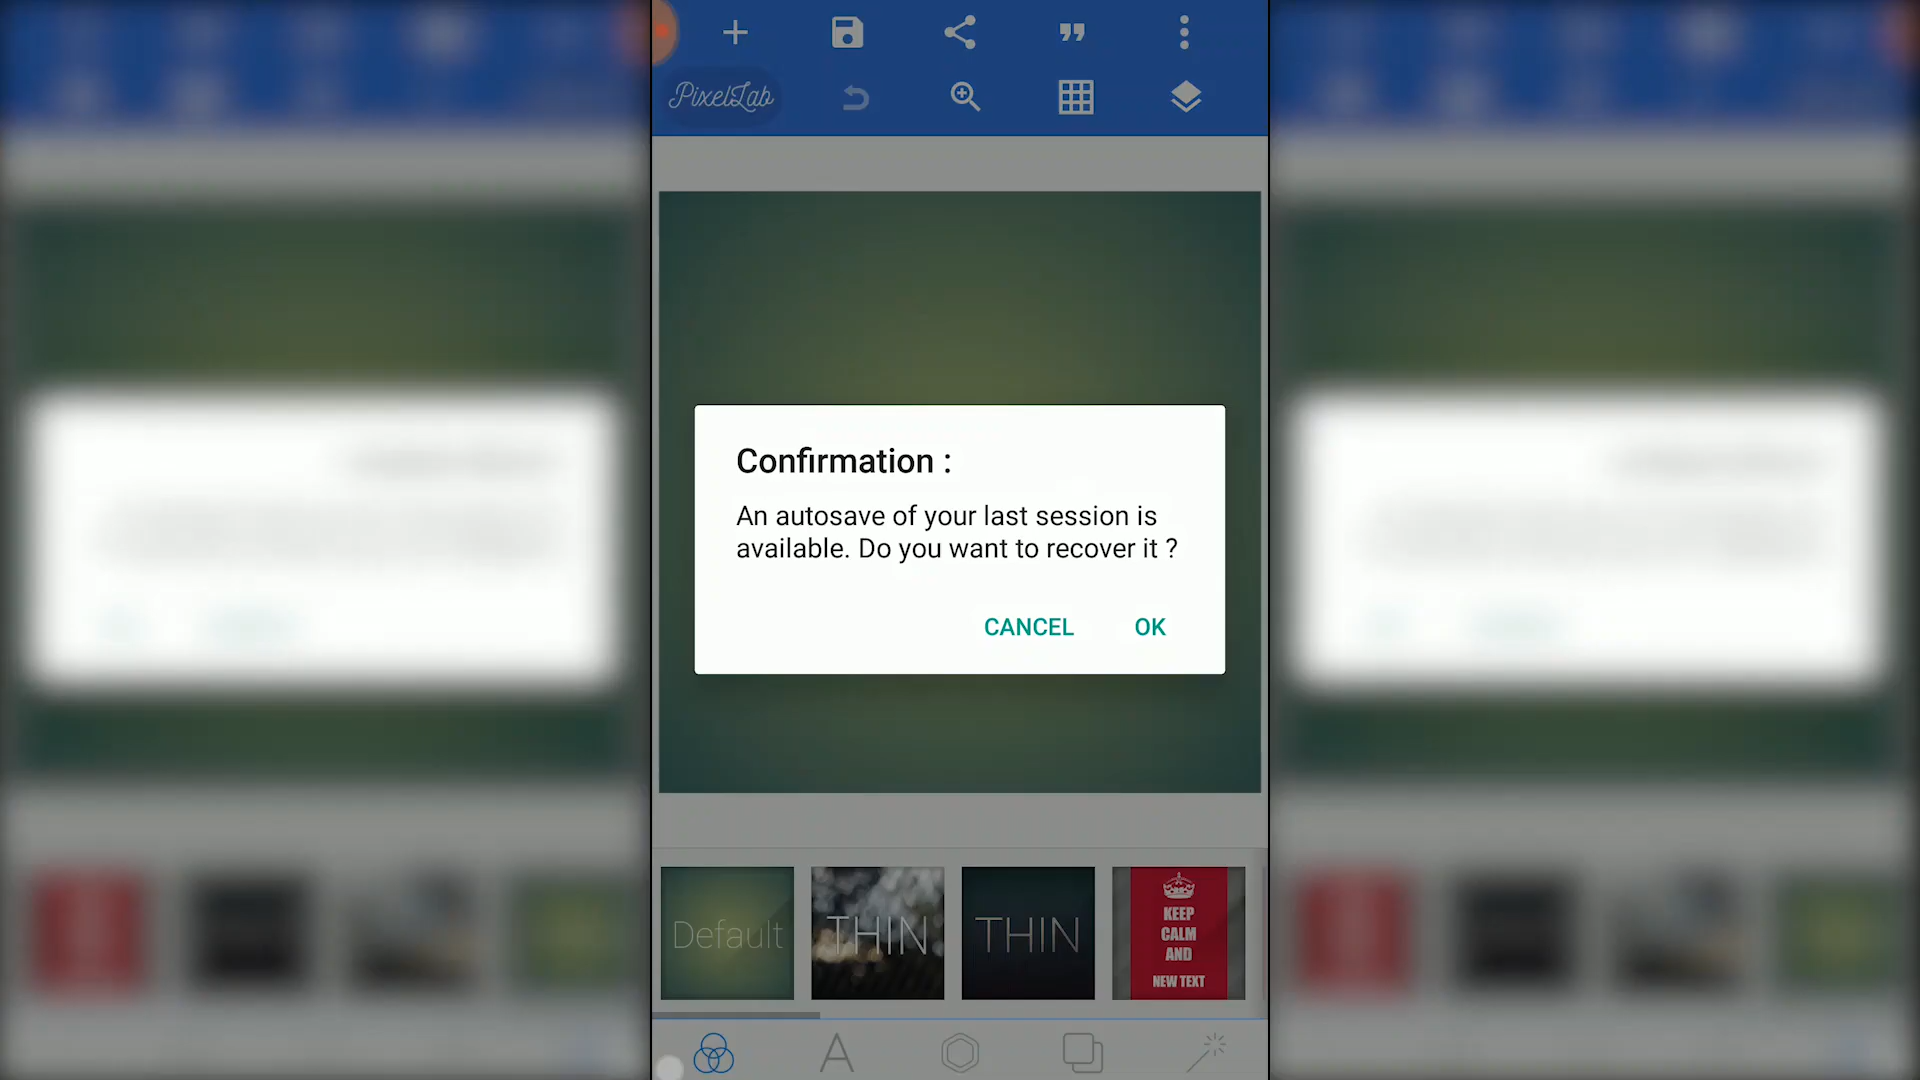 PixelLab
Confirmation :
An autosave of your last session is
available. Do you want to recover it ?
CANCEL OK
Default
THIN
THIN
KEEP
CALM
AND
NEW TEXT